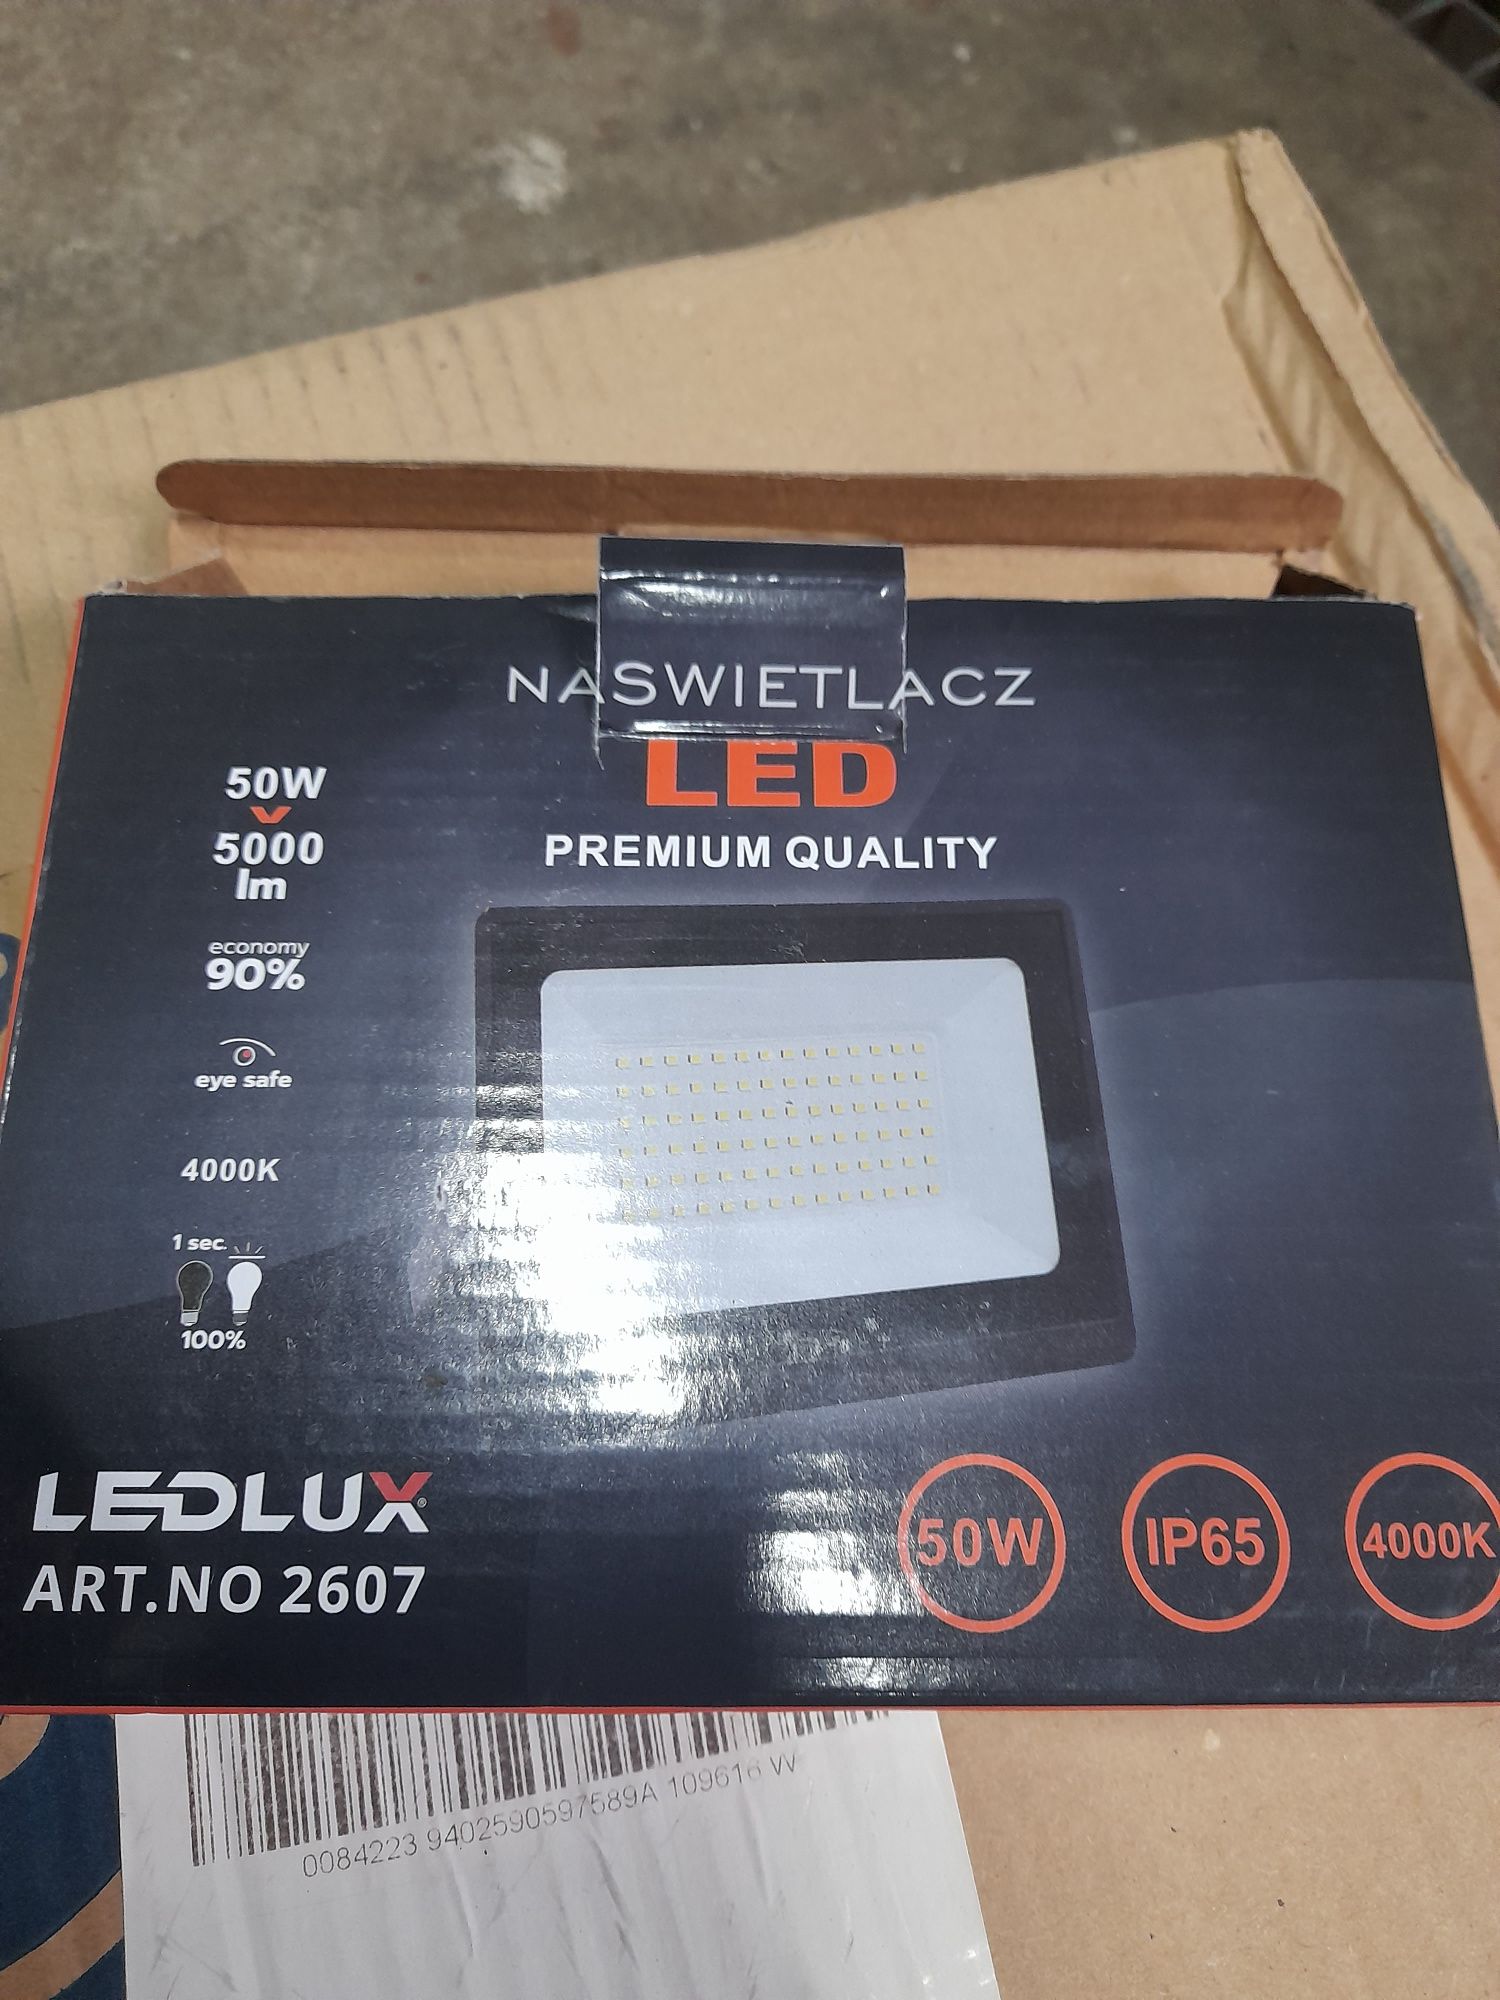 NASWIETLACZ
LED
PREMIUM QUALITY
50W
5000
lm
economy
90%
eye safe
4000K
1 sec.
100%
LEDLUX®
ART.NO 2607
50W
IP65
4000K
0084223 9402590597589A 109616 W